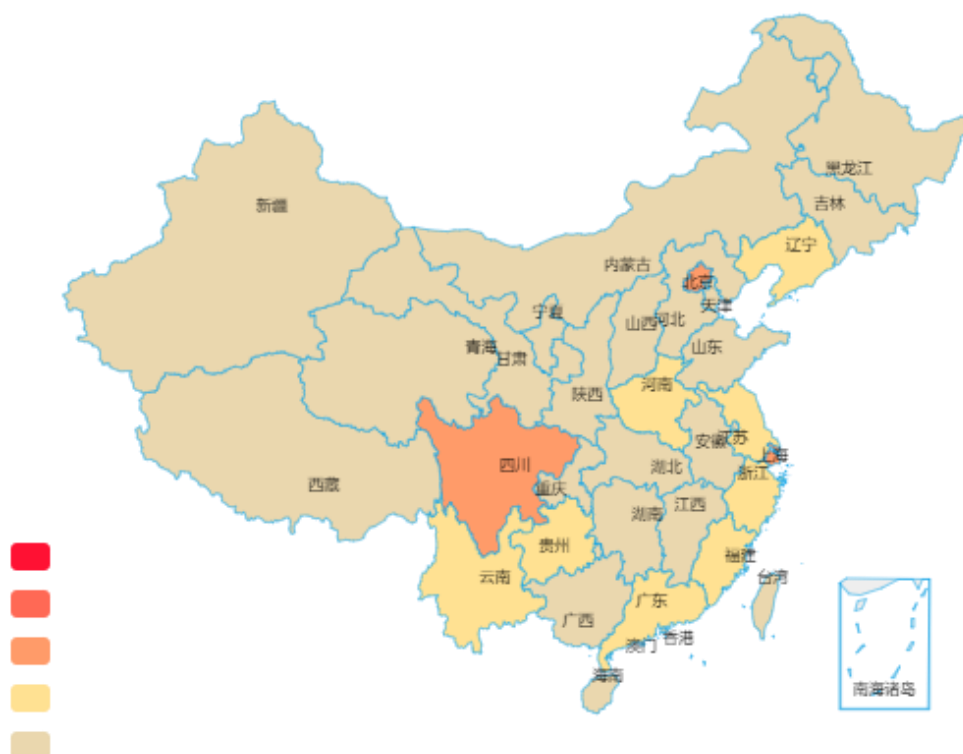 黑龙江
吉林
新疆
辽宁
内蒙古
北京
天津
宁夏
山西
河北
青海
甘肃
山东
河南
陕西
安徽
江苏
上海
四川
湖北
浙江
西藏
重庆
江西
湖南
贵州
福建
云南
台湾
广东
广西
香港
澳门
海南
南海诸岛